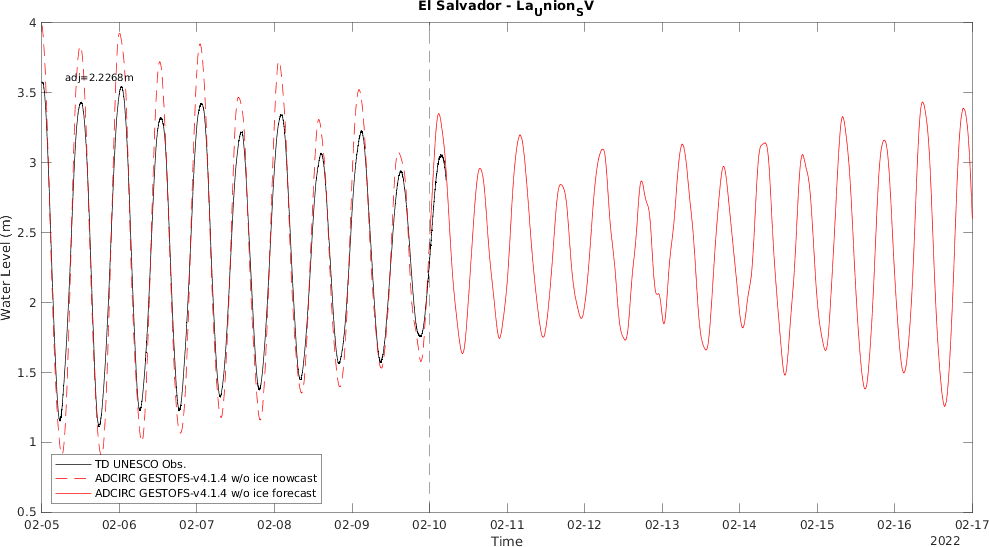 El Salvador - LaUnionSV
adj=2.2268m
4
3.5
3
2.5
2
1.5
1
0.5
Water Level (m)
TD UNESCO Obs.
ADCIRC GESTOFS-v4.1.4 w/o ice nowcast
ADCIRC GESTOFS-v4.1.4 w/o ice forecast
02-05 02-06 02-07 02-08 02-09 02-10 02-11 02-12 02-13 02-14 02-15 02-16 02-17
Time
2022